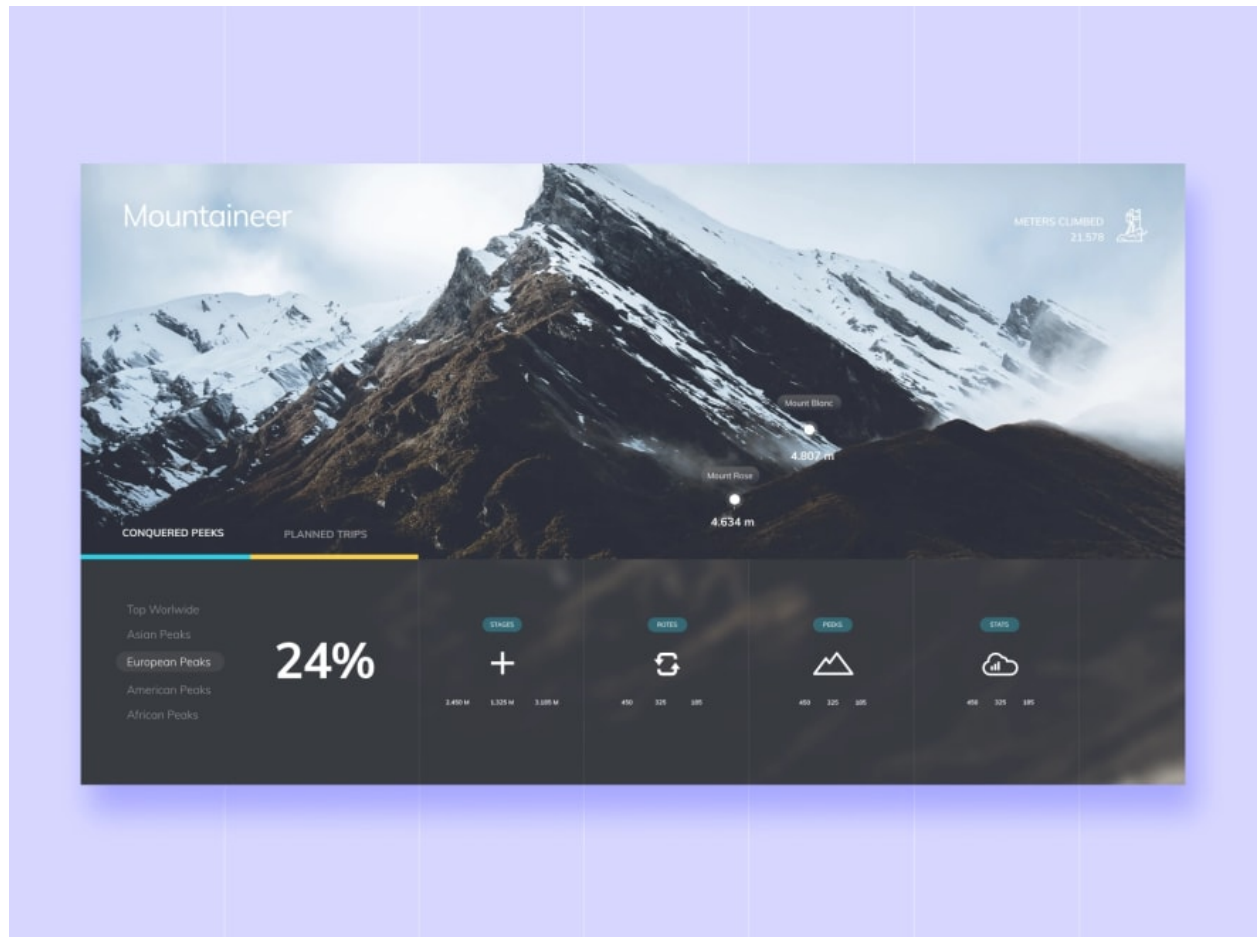 Mountaineer
METERS CLIMBED
21.578
Mount Blanc
4.807 m
Mount Rose
4.634 m
CONQUERED PEEKS
PLANNED TRIPS
Top Worlwide
Asian Peaks
European Peaks
American Peaks
African Peaks
24%
STAGES
2.450 M 1.325 M 3.185 M
ROTES
450 325 185
PEEKS
450 325 185
STATS
450 325 185